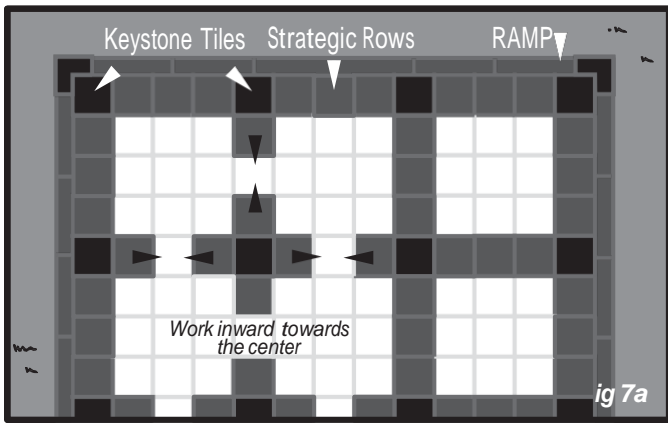 Keystone Tiles Strategic Rows RAMP
Work inward towards
the center
ig 7a